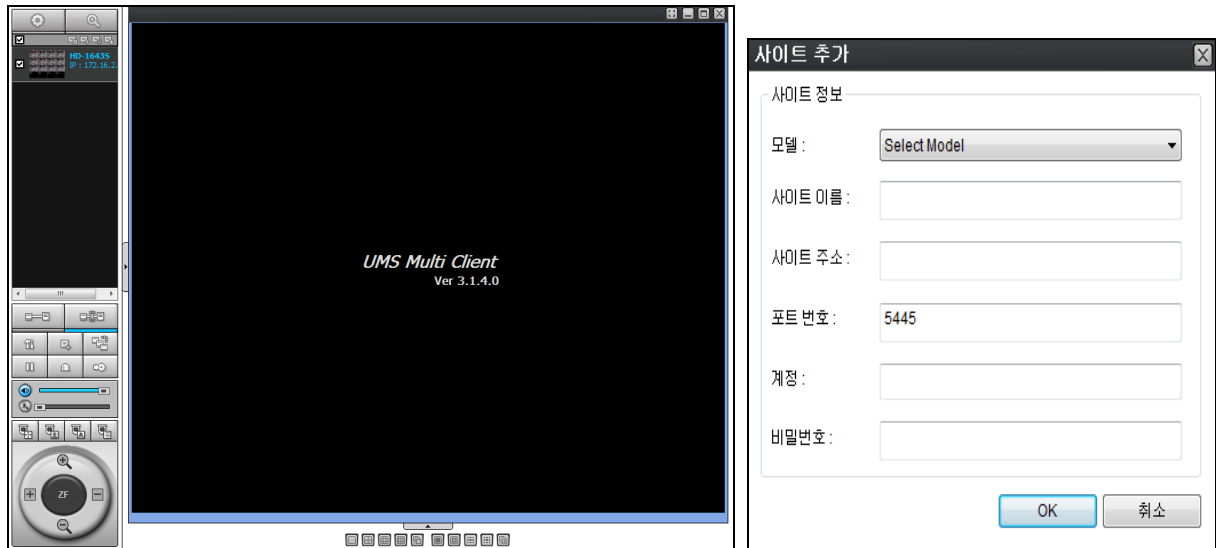 HD-16435
IP : 172.16.2.
UMS Multi Client
Ver 3.1.4.0
ZF
사이트 추가
사이트 정보
모델 :
Select Model
사이트 이름 :
사이트 주소 :
포트 번호 :
5445
계정 :
비밀번호 :
OK
취소